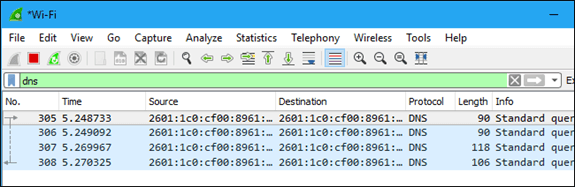 *Wi-Fi
File Edit View Go Capture Analyze Statistics Telephony Wireless Tools Help
dns
No. Time Source Destination Protocol Length Info
305 5.248733 2601:1c0:cf00:8961:… 2601:1c0:cf00:8961:… DNS 90 Standard quer
306 5.249092 2601:1c0:cf00:8961:… 2601:1c0:cf00:8961:… DNS 90 Standard quer
307 5.269967 2601:1c0:cf00:8961:… 2601:1c0:cf00:8961:… DNS 118 Standard quer
308 5.270325 2601:1c0:cf00:8961:… 2601:1c0:cf00:8961:… DNS 106 Standard quer